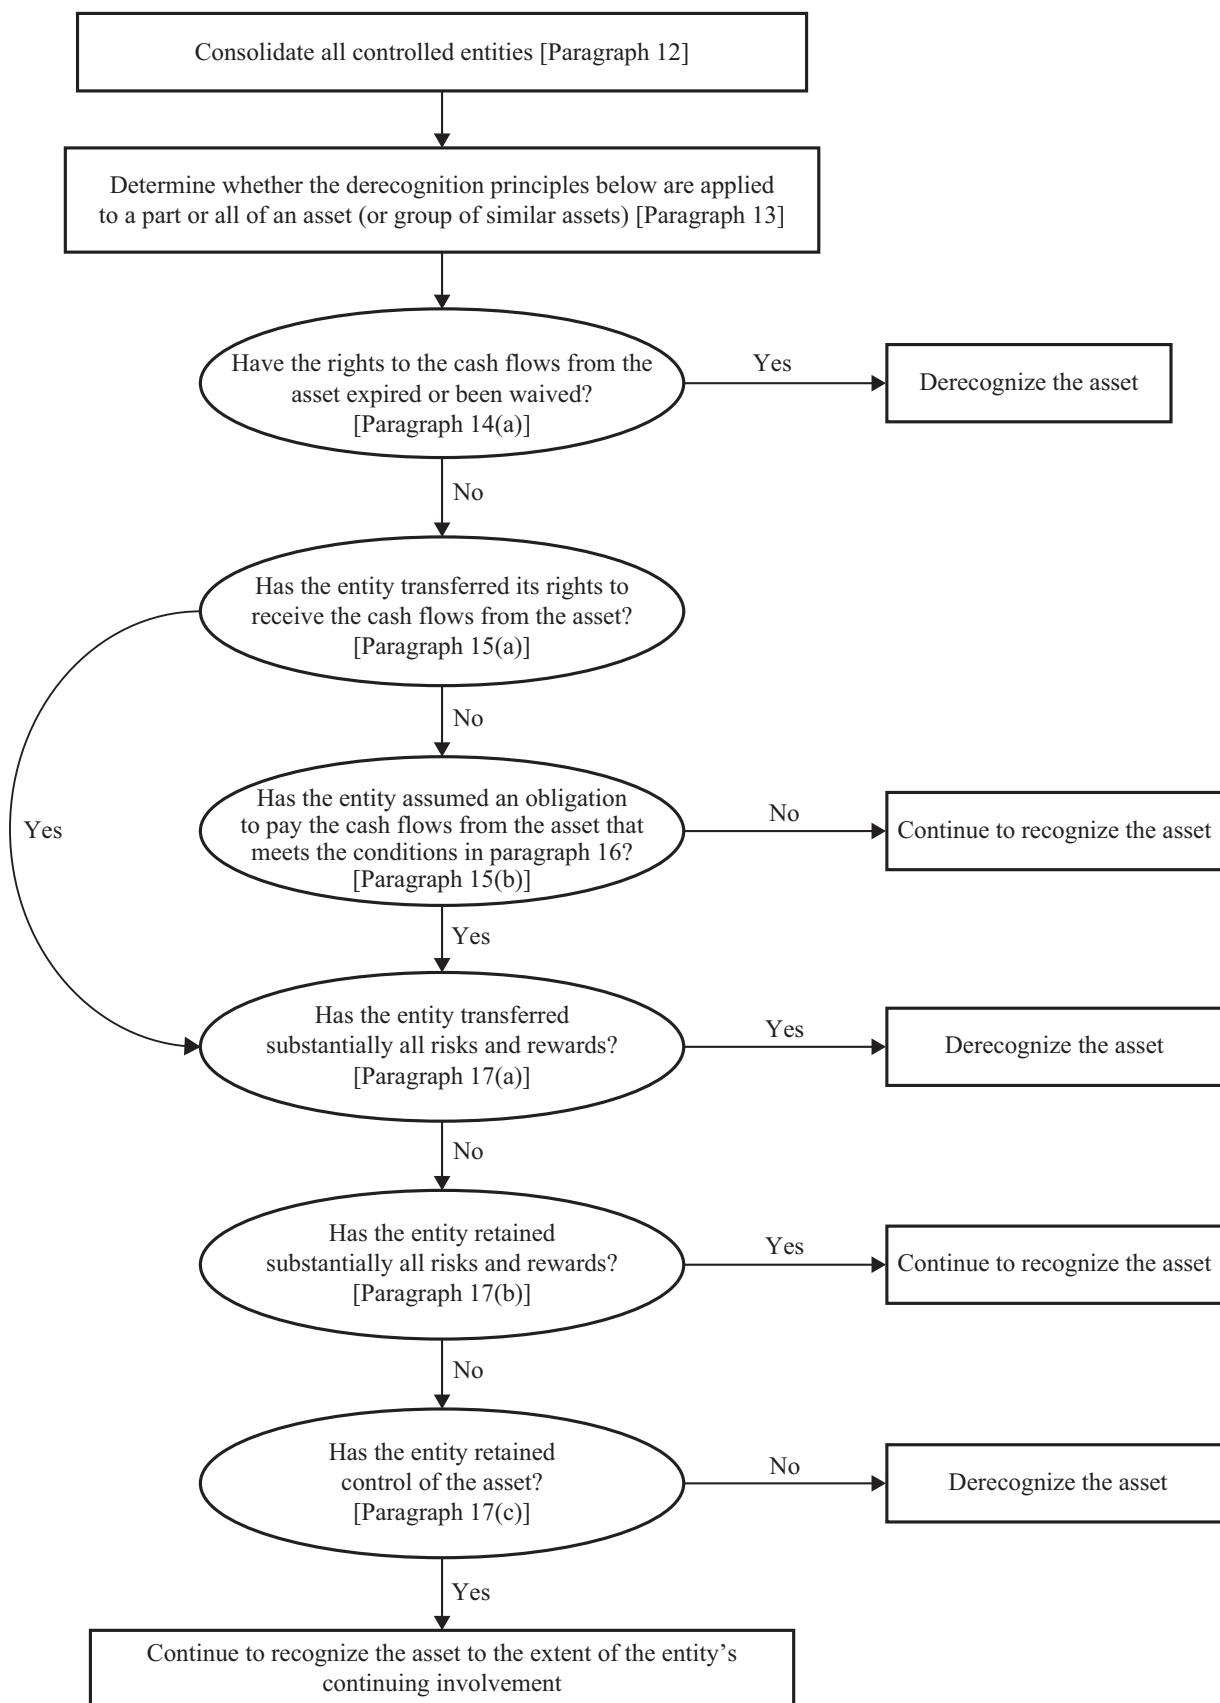 Consolidate all controlled entities [Paragraph 12]
Determine whether the derecognition principles below are applied
to a part or all of an asset (or group of similar assets) [Paragraph 13]
Have the rights to the cash flows from the
asset expired or been waived?
[Paragraph 14(a)]
Yes
Derecognize the asset
No
Has the entity transferred its rights to
receive the cash flows from the asset?
[Paragraph 15(a)]
No
Yes
Has the entity assumed an obligation
to pay the cash flows from the asset that
meets the conditions in paragraph 16?
[Paragraph 15(b)]
No
Continue to recognize the asset
Yes
Has the entity transferred
substantially all risks and rewards?
[Paragraph 17(a)]
Yes
Derecognize the asset
No
Has the entity retained
substantially all risks and rewards?
[Paragraph 17(b)]
Yes
Continue to recognize the asset
No
Has the entity retained
control of the asset?
[Paragraph 17(c)]
No
Derecognize the asset
Yes
Continue to recognize the asset to the extent of the entity’s
continuing involvement